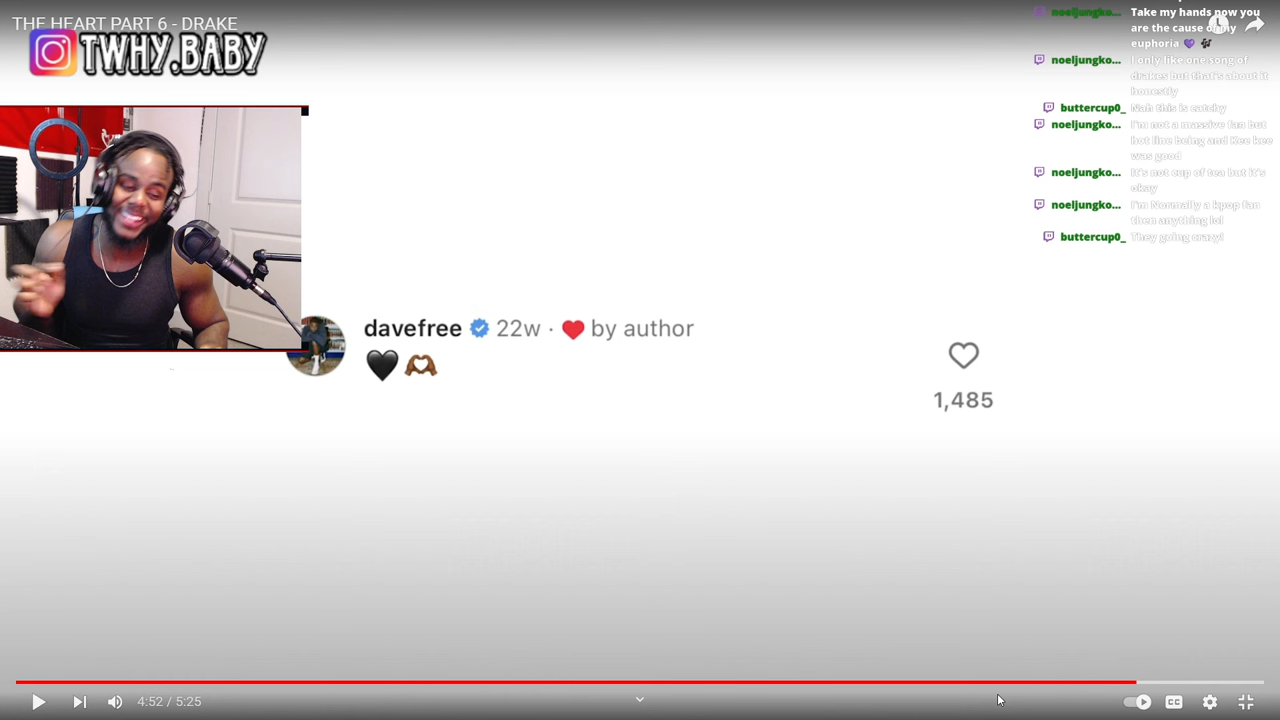 THE HEART PART 6 - DRAKE
TWHY.BABY
noeljungko... Take my hands now you
are the cause of my
euphoria 💜 🎶
noeljungko... I only like one song of
drakes but that's about it
honestly
buttercup0_ Nah this is catchy
noeljungko... I'm not a massive fan but
hot line being and Kee kee
was good
noeljungko... It's not cup of tea but it's
okay
noeljungko... I'm Normally a kpop fan
then anything lol
buttercup0_ They going crazy!
davefree 22w · ❤️ by author
🖤 🫶🏾
1,485
4:52 / 5:25
CC